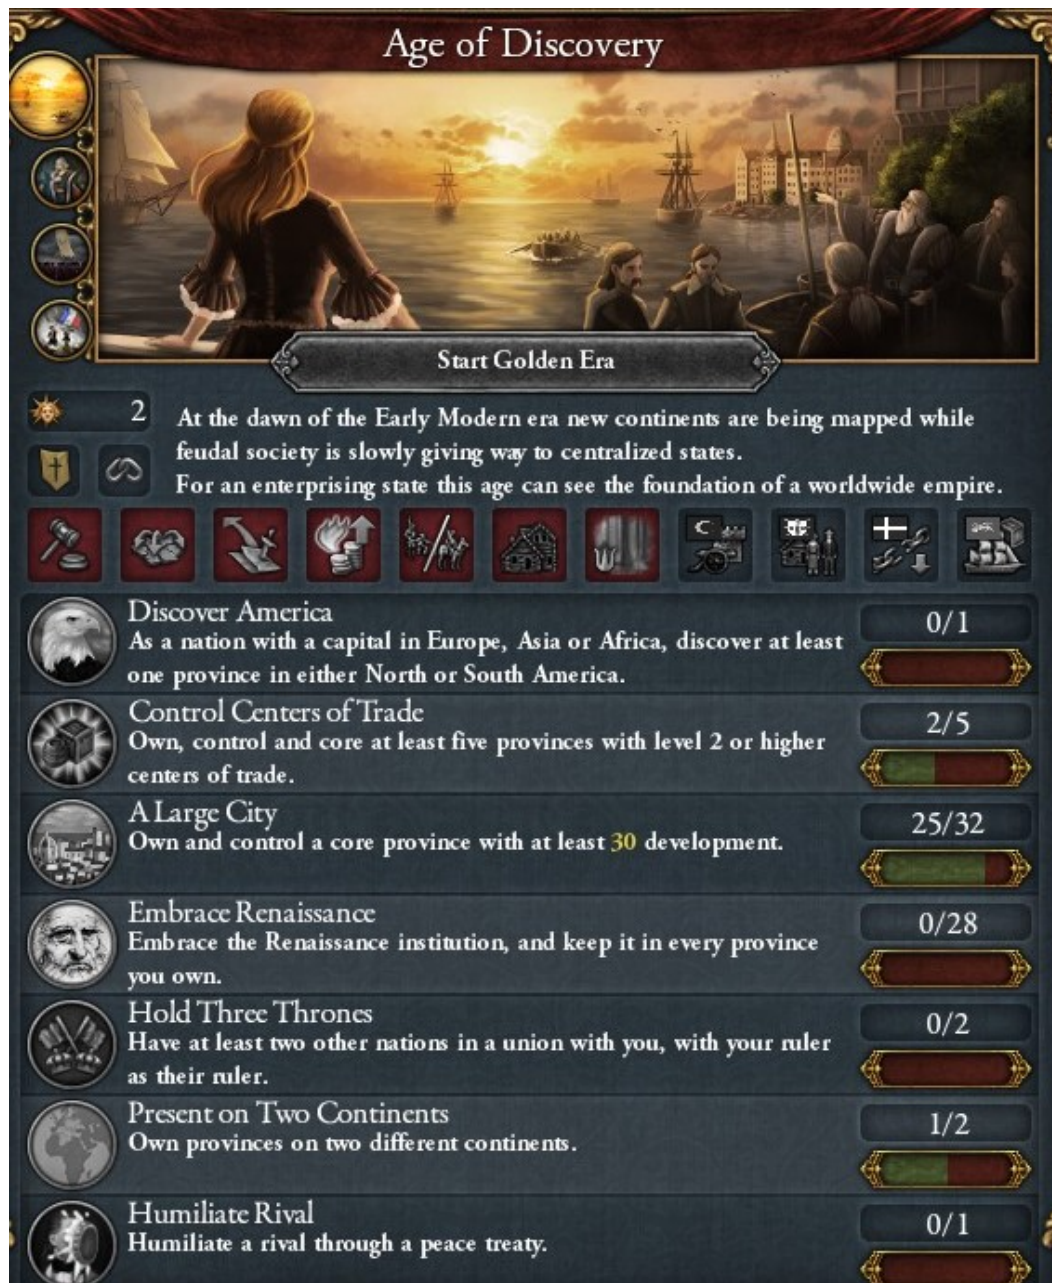 Age of Discovery
Start Golden Era
2
At the dawn of the Early Modern era new continents are being mapped while
feudal society is slowly giving way to centralized states.
For an enterprising state this age can see the foundation of a worldwide empire.
Discover America
0/1
As a nation with a capital in Europe, Asia or Africa, discover at least
one province in either North or South America.
Control Centers of Trade
2/5
Own, control and core at least five provinces with level 2 or higher
centers of trade.
A Large City
25/32
Own and control a core province with at least 30 development.
Embrace Renaissance
0/28
Embrace the Renaissance institution, and keep it in every province
you own.
Hold Three Thrones
0/2
Have at least two other nations in a union with you, with your ruler
as their ruler.
Present on Two Continents
1/2
Own provinces on two different continents.
Humiliate Rival
0/1
Humiliate a rival through a peace treaty.